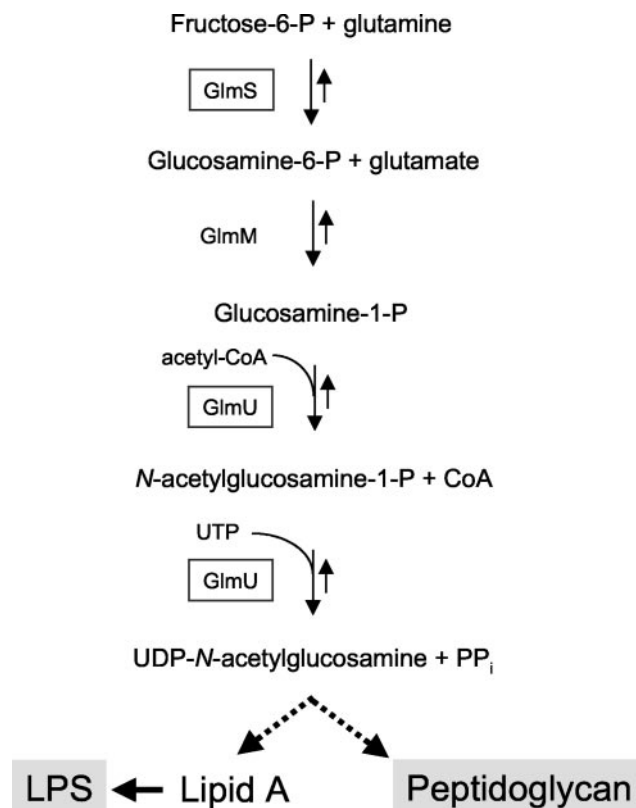 Fructose-6-P + glutamine
GlmS
Glucosamine-6-P + glutamate
GlmM
Glucosamine-1-P
acetyl-CoA
GlmU
N-acetylglucosamine-1-P + CoA
UTP
GlmU
UDP-N-acetylglucosamine + PPi
LPS Lipid A Peptidoglycan